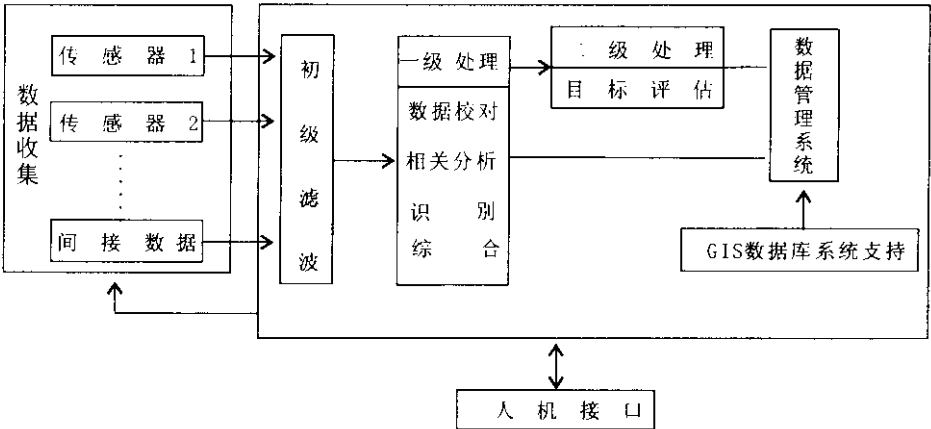 数据收集
传感器1
传感器2
间接数据
初级滤波
一级处理
数据校对
相关分析
识别
综合
二级处理
目标评估
数据管理系统
GIS数据库系统支持
人机接口